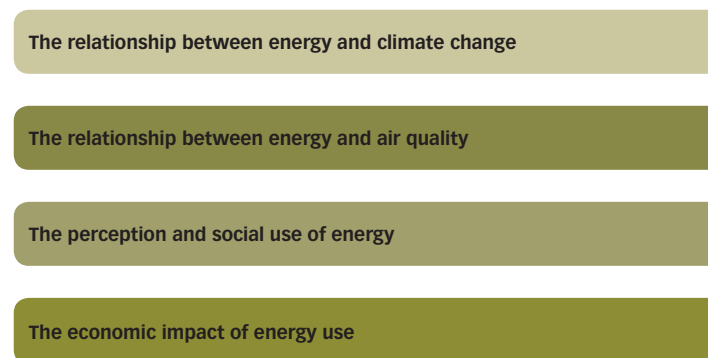 The relationship between energy and climate change
The relationship between energy and air quality
The perception and social use of energy
The economic impact of energy use